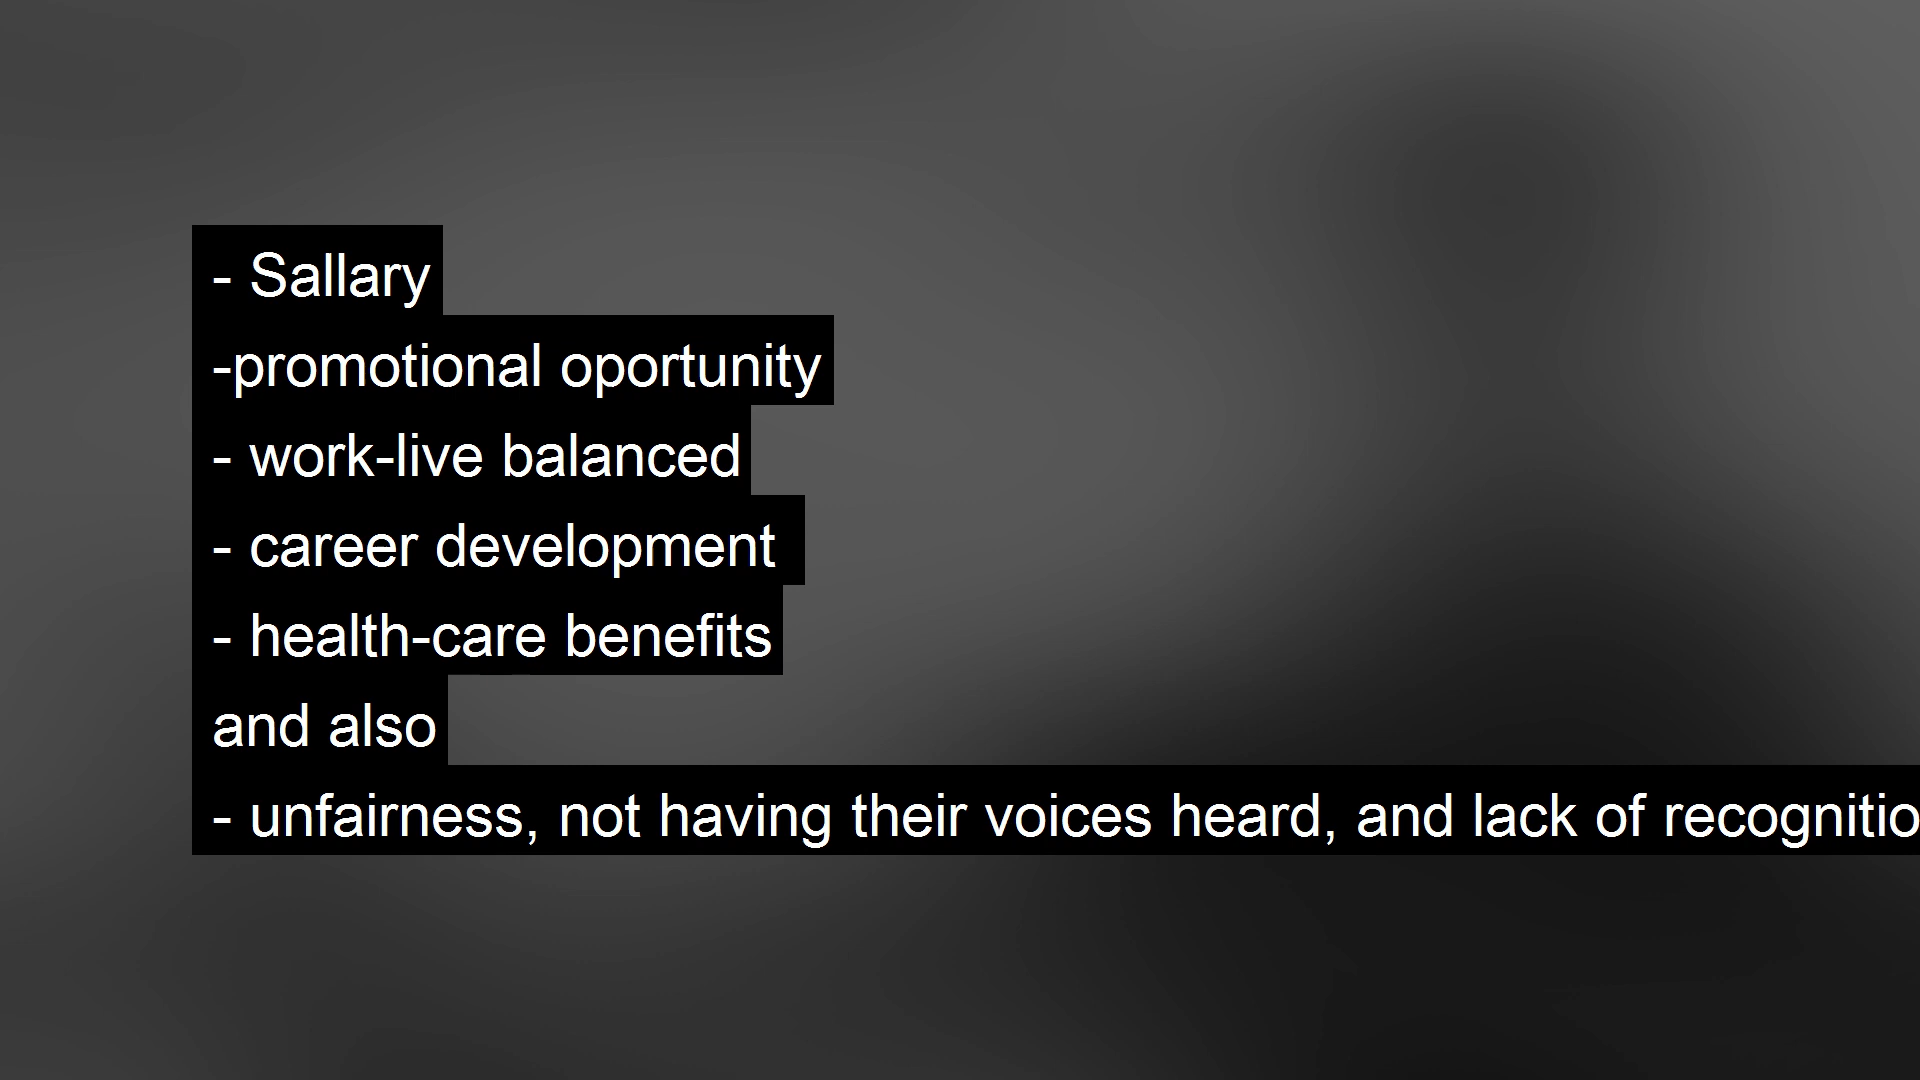 - Sallary
-promotional oportunity
- work-live balanced
- career development
- health-care benefits
and also
- unfairness, not having their voices heard, and lack of recognitio